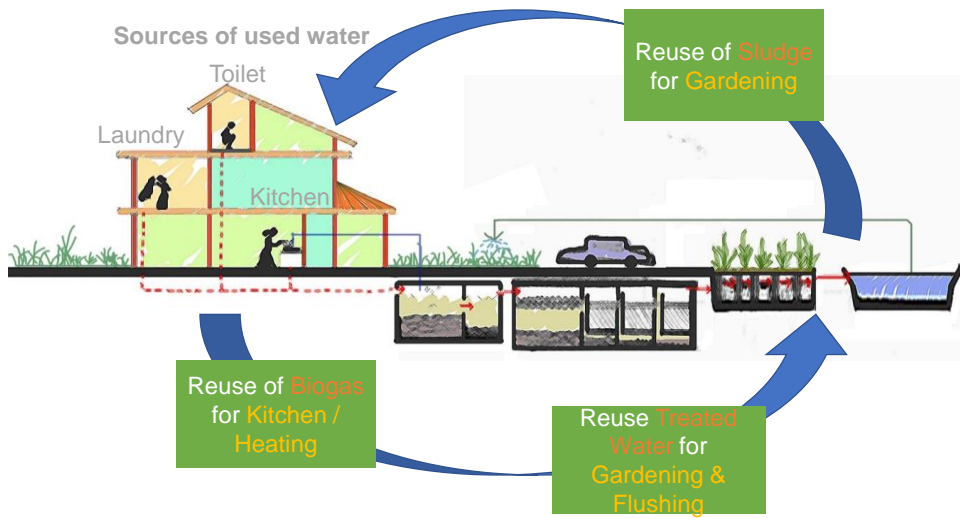 Sources of used water
Toilet
Laundry
Kitchen
Reuse of Sludge
for Gardening
Reuse of Biogas
for Kitchen /
Heating
Reuse Treated
Water for
Gardening &
Flushing